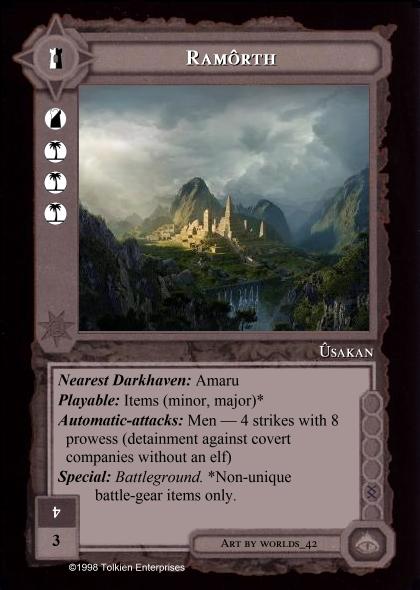 RAMÔRTH
ÛSAKAN
Nearest Darkhaven: Amaru
Playable: Items (minor, major)*
Automatic-attacks: Men — 4 strikes with 8
prowess (detainment against covert
companies without an elf)
Special: Battleground. *Non-unique
battle-gear items only.
4
3
ART BY WORLDS_42
©1998 Tolkien Enterprises